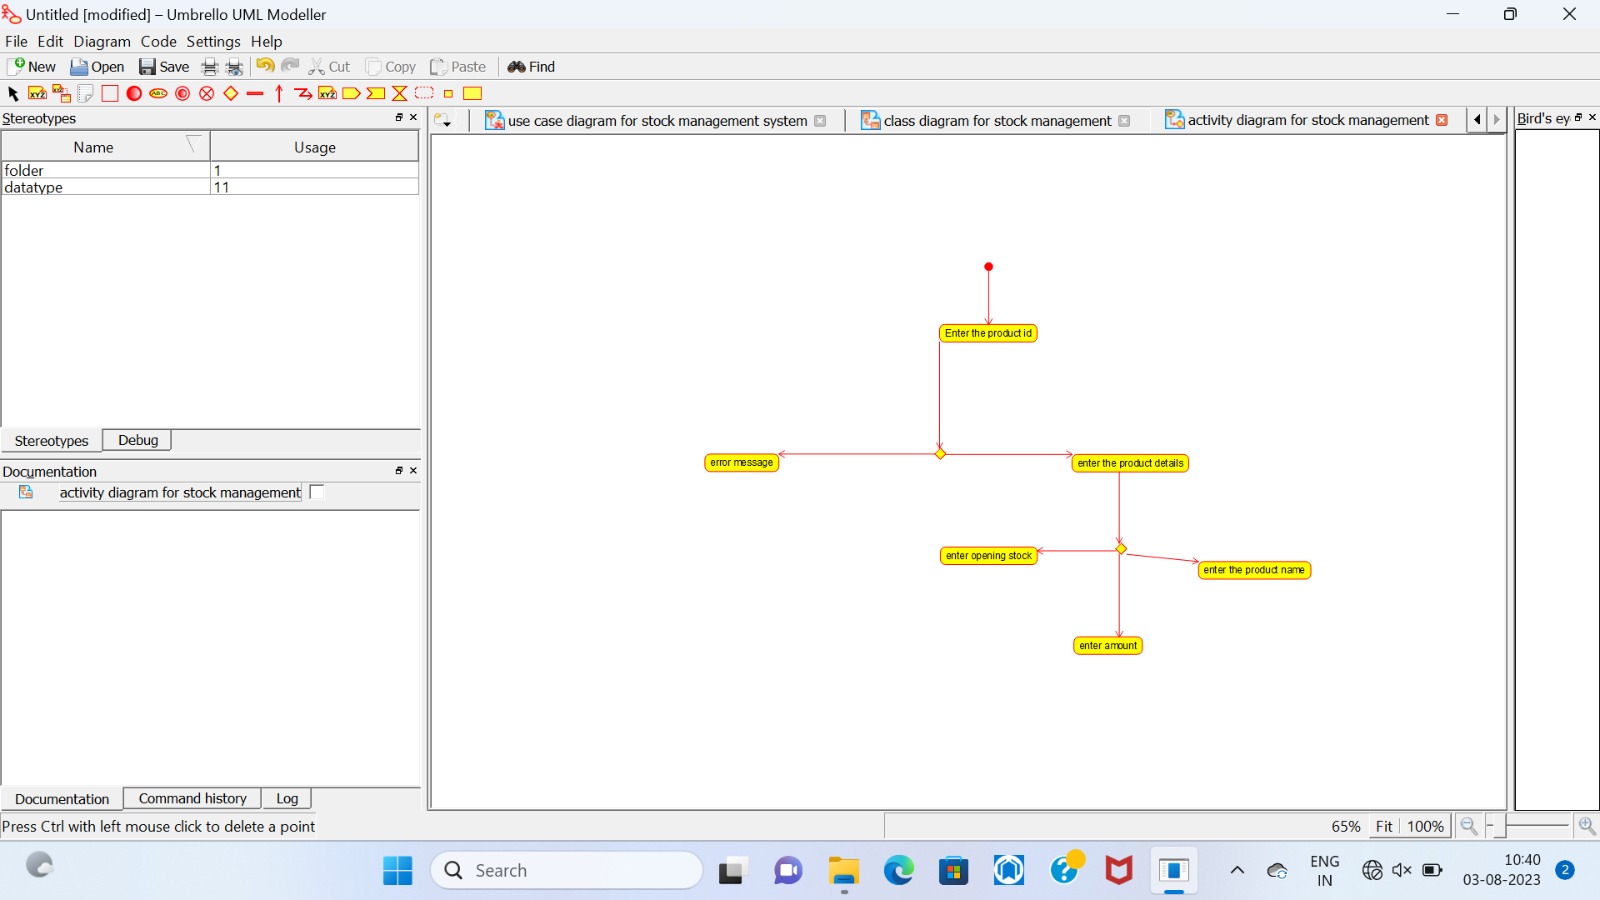 Untitled [modified] – Umbrello UML Modeller
File Edit Diagram Code Settings Help
New Open Save Cut Copy Paste Find
XYZ XYZ ABC XYZ
Stereotypes
use case diagram for stock management system
class diagram for stock management
activity diagram for stock management
Bird's ey
Name Usage
folder 1
datatype 11
Enter the product id
error message
enter the product details
enter opening stock
enter the product name
enter amount
Stereotypes Debug
Documentation
activity diagram for stock management
Documentation Command history Log
Press Ctrl with left mouse click to delete a point
65% Fit 100%
Search
ENG
IN
10:40
03-08-2023
2